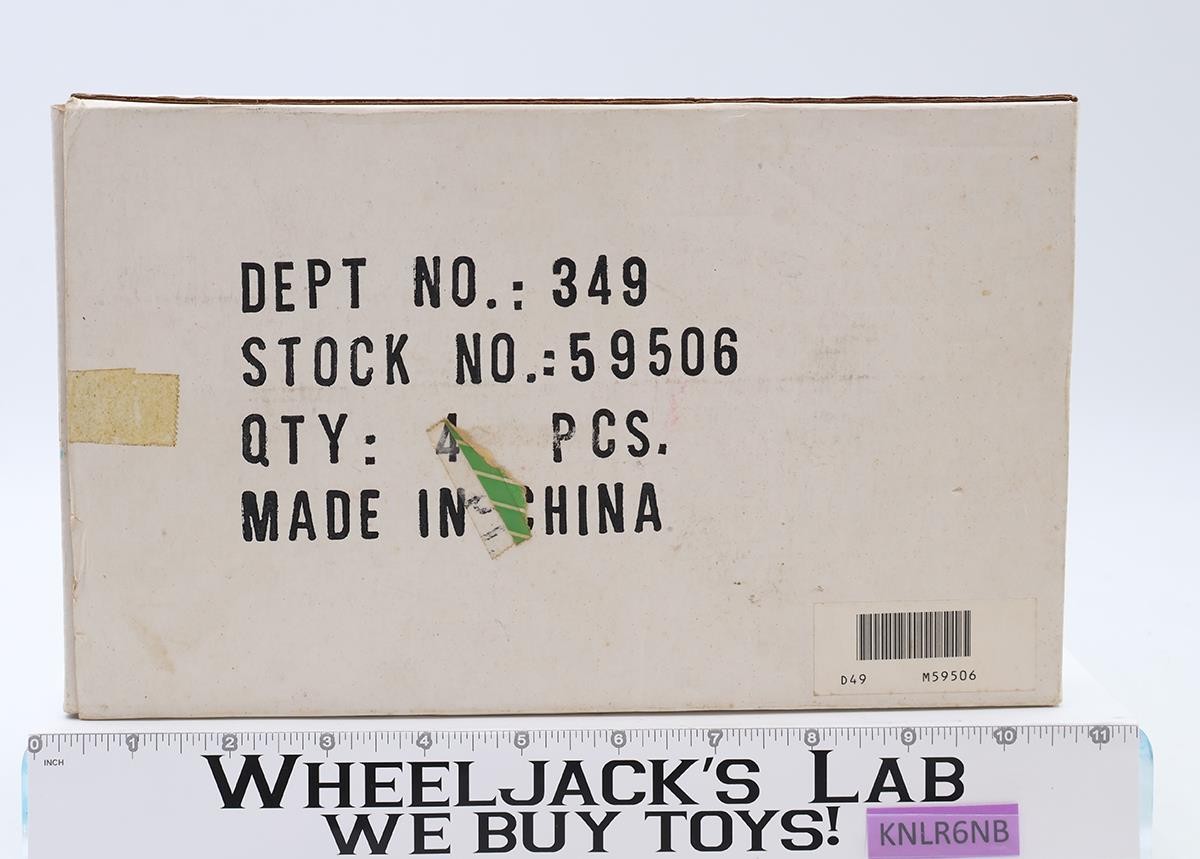 DEPT NO.: 349
STOCK NO.: 59506
QTY: 4 PCS.
MADE IN CHINA
D49 M59506
0 1 2 3 4 5 6 7 8 9 10 11
INCH
WHEELJACK'S LAB
WE BUY TOYS!
KNLR6NB